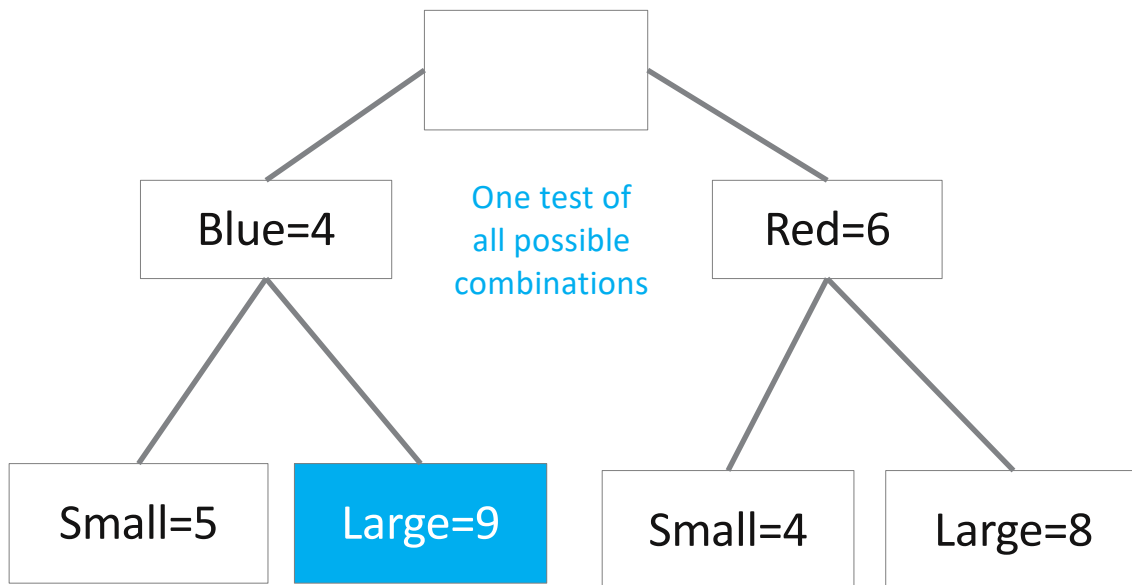 Blue=4
One test of
all possible
combinations
Red=6
Small=5
Large=9
Small=4
Large=8